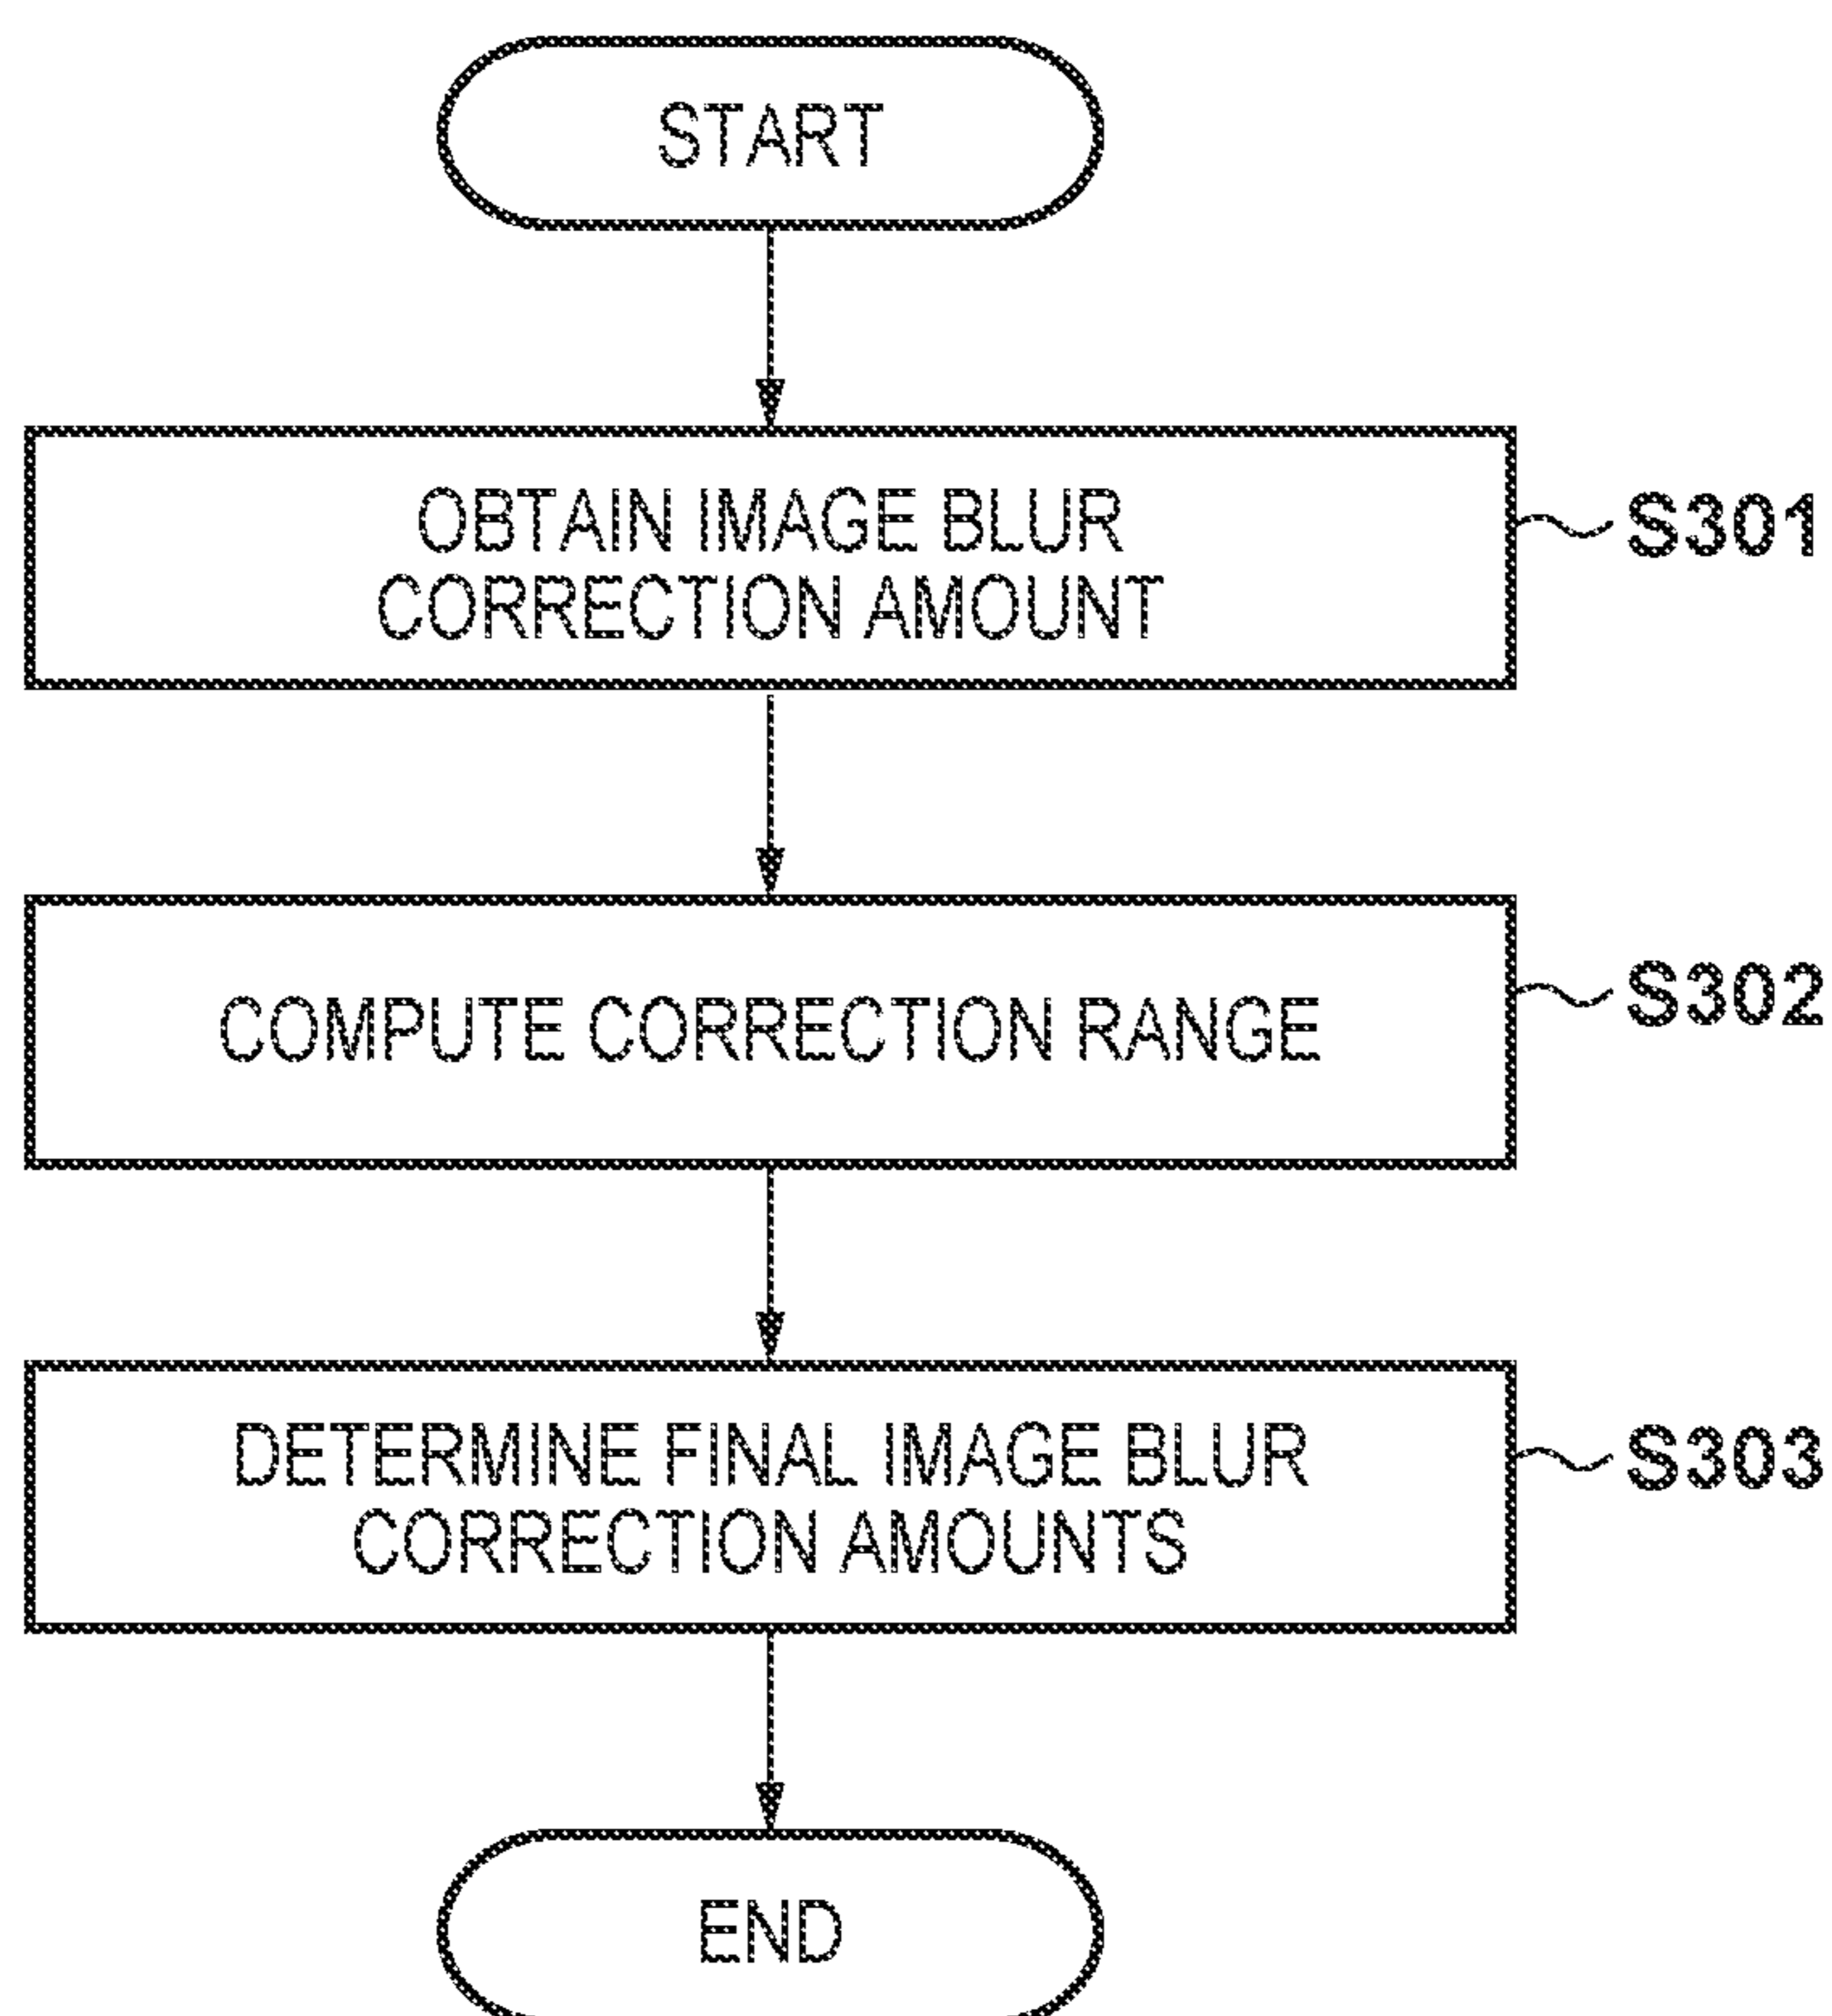 START
OBTAIN IMAGE BLUR
CORRECTION AMOUNT
S301
COMPUTE CORRECTION RANGE
S302
DETERMINE FINAL IMAGE BLUR
CORRECTION AMOUNTS
S303
END